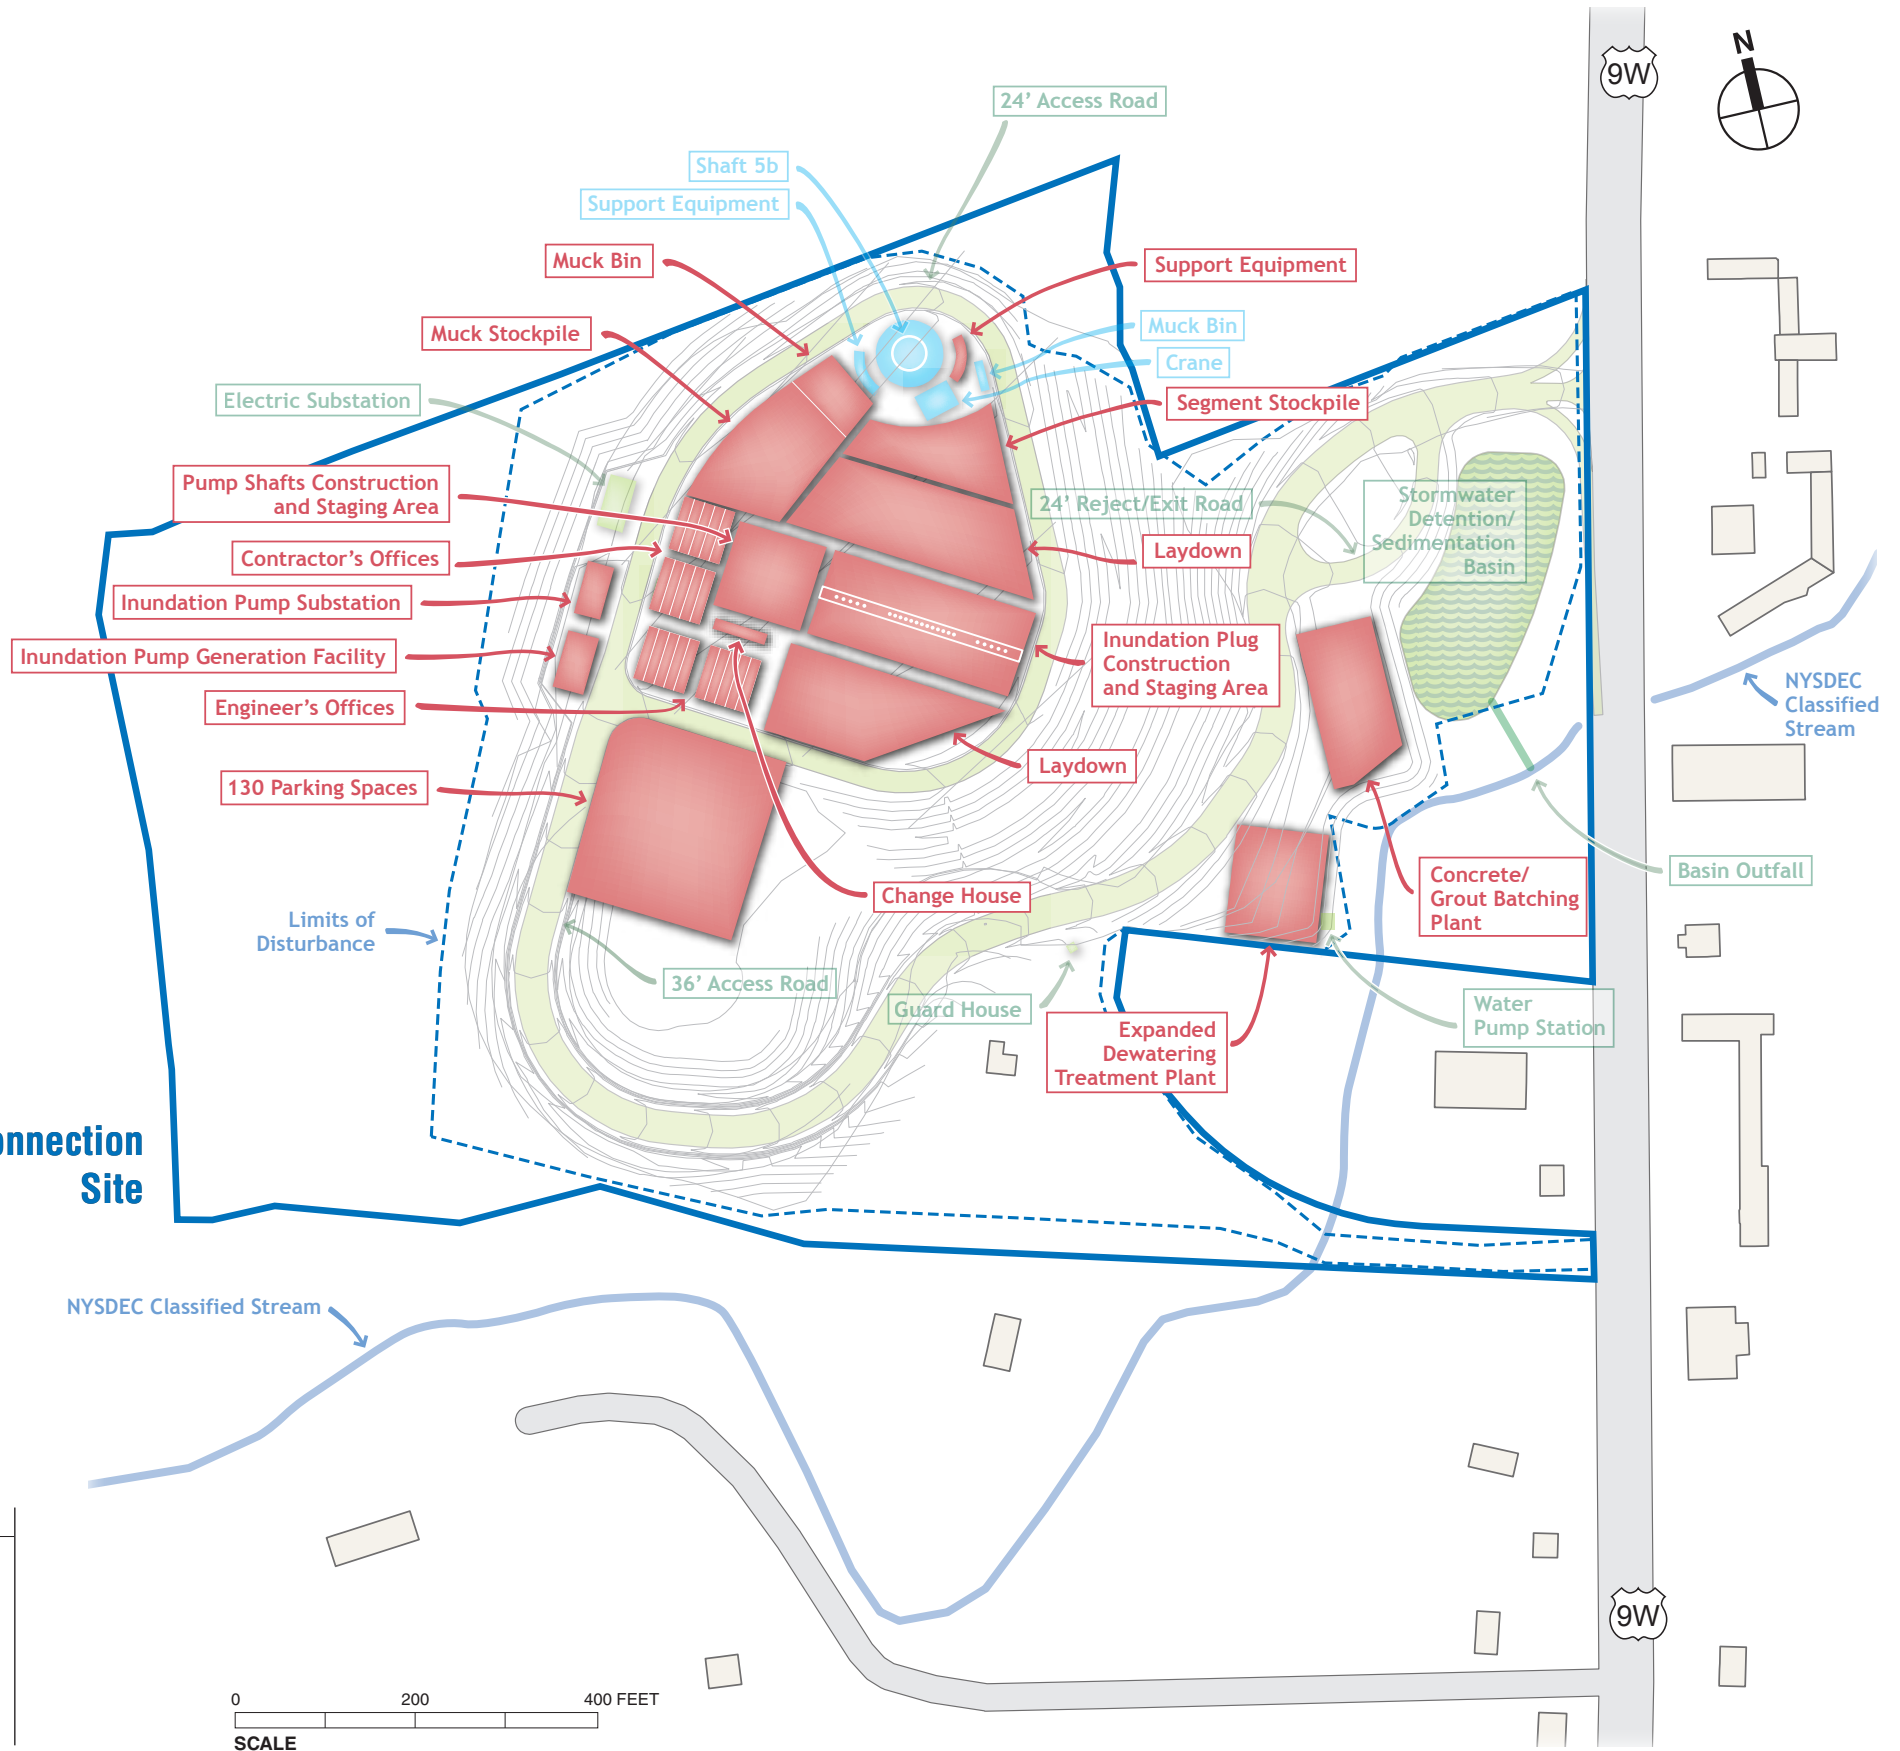 N
9W
24’ Access Road
Shaft 5b
Support Equipment
Muck Bin
Support Equipment
Muck Stockpile
Muck Bin
Crane
Electric Substation
Segment Stockpile
Pump Shafts Construction
and Staging Area
24’ Reject/Exit Road
Stormwater
Detention/
Sedimentation
Basin
Contractor’s Offices
Laydown
Inundation Pump Substation
Inundation Pump Generation Facility
Inundation Plug
Construction
and Staging Area
Engineer’s Offices
NYSDEC
Classified
Stream
Laydown
130 Parking Spaces
Change House
Concrete/
Grout Batching
Plant
Basin Outfall
Limits of
Disturbance
36’ Access Road
Guard House
Water
Pump Station
Expanded
Dewatering
Treatment Plant
onnection
Site
NYSDEC Classified Stream
9W
0 200 400 FEET
SCALE